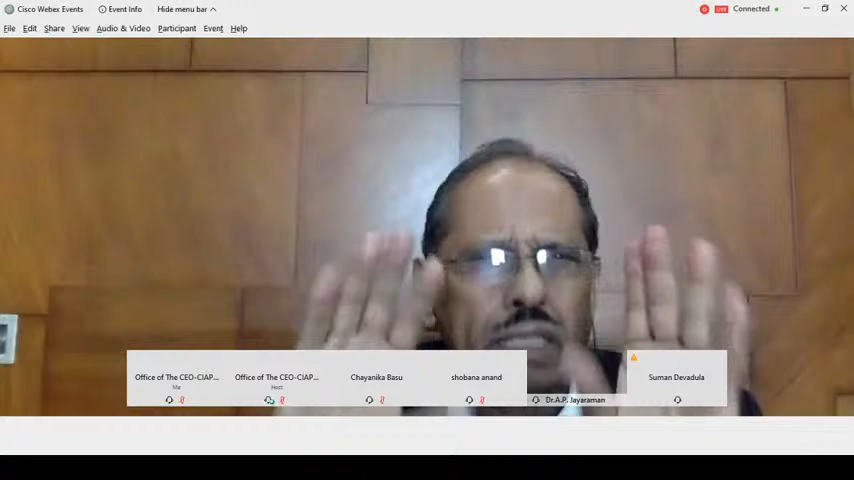 Cisco Webex Events Event Info Hide menu bar LIVE Connected
File Edit Share View Audio & Video Participant Event Help
Office of The CEO-CIAP... Office of The CEO-CIAP... Chayanika Basu shobana anand Suman Devadula
Me Host
Dr.A.P. Jayaraman